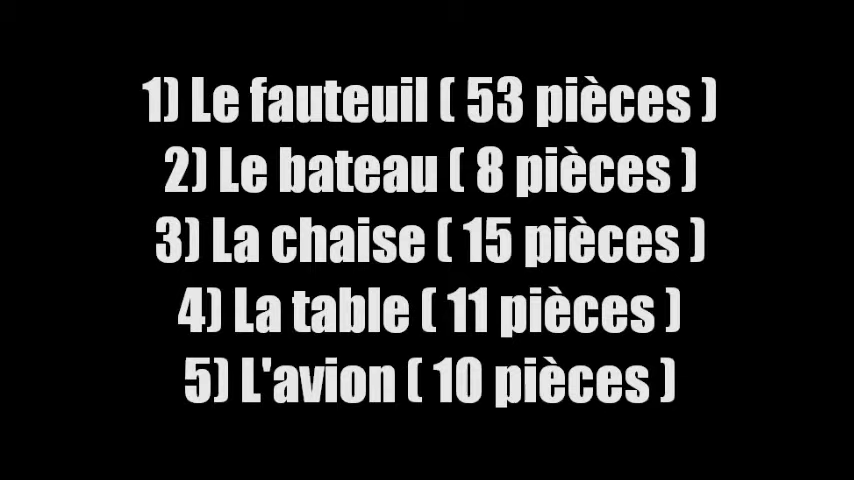 1) Le fauteuil ( 53 pièces )
2) Le bateau ( 8 pièces )
3) La chaise ( 15 pièces )
4) La table ( 11 pièces )
5) L'avion ( 10 pièces )